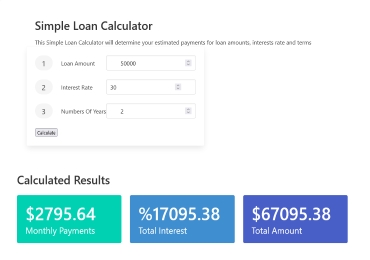 Simple Loan Calculator
This Simple Loan Calculator will determine your estimated payments for loan amounts, interests rate and terms
1 Loan Amount 50000
2 Interest Rate 30
3 Numbers Of Years 2
Calculate
Calculated Results
$2795.64 %17095.38 $67095.38
Monthly Payments Total Interest Total Amount